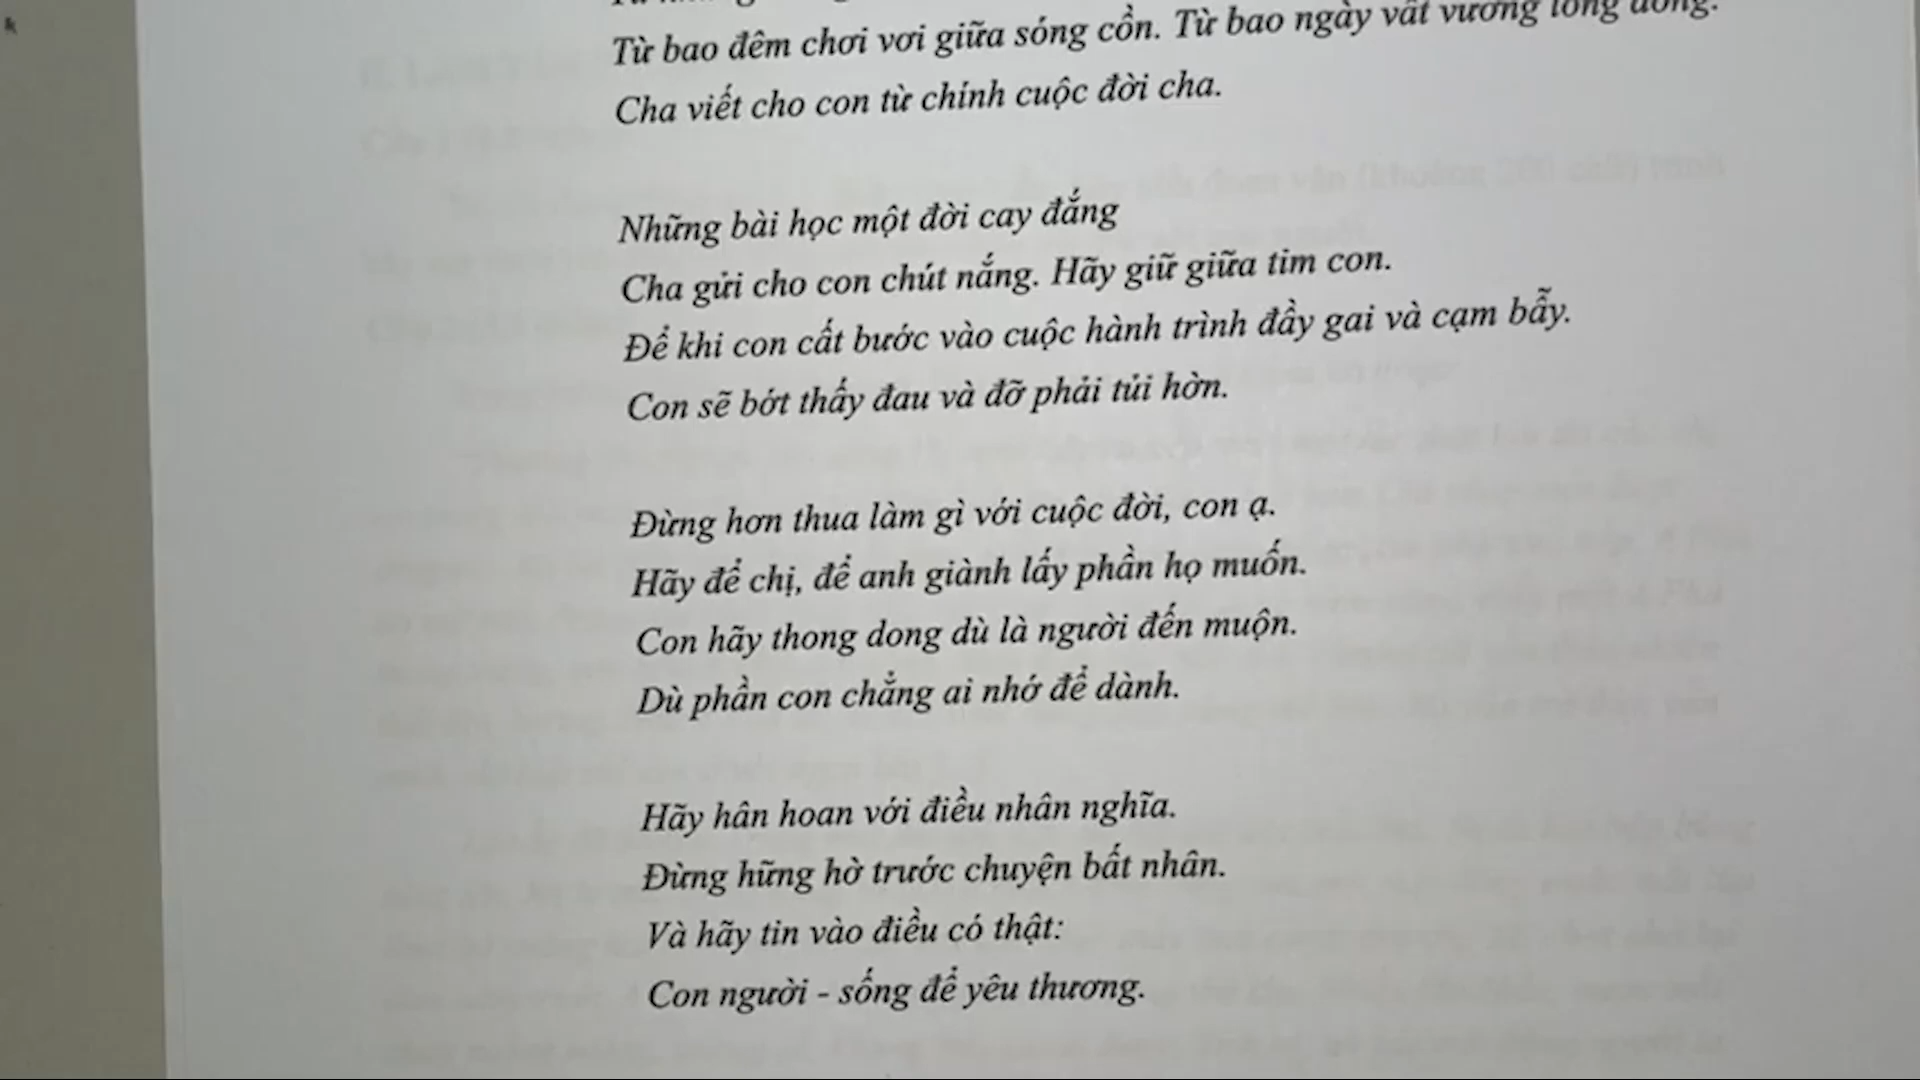 Từ bao đêm chơi vơi giữa sóng cồn. Từ bao ngày vất vưởng long đong.
Cha viết cho con từ chính cuộc đời cha.
Những bài học một đời cay đắng
Cha gửi cho con chút nắng. Hãy giữ giữa tim con.
Để khi con cất bước vào cuộc hành trình đầy gai và cạm bẫy.
Con sẽ bớt thấy đau và đỡ phải tủi hờn.
Đừng hơn thua làm gì với cuộc đời, con ạ.
Hãy để chị, để anh giành lấy phần họ muốn.
Con hãy thong dong dù là người đến muộn.
Dù phần con chẳng ai nhớ để dành.
Hãy hân hoan với điều nhân nghĩa.
Đừng hững hờ trước chuyện bất nhân.
Và hãy tin vào điều có thật:
Con người - sống để yêu thương.